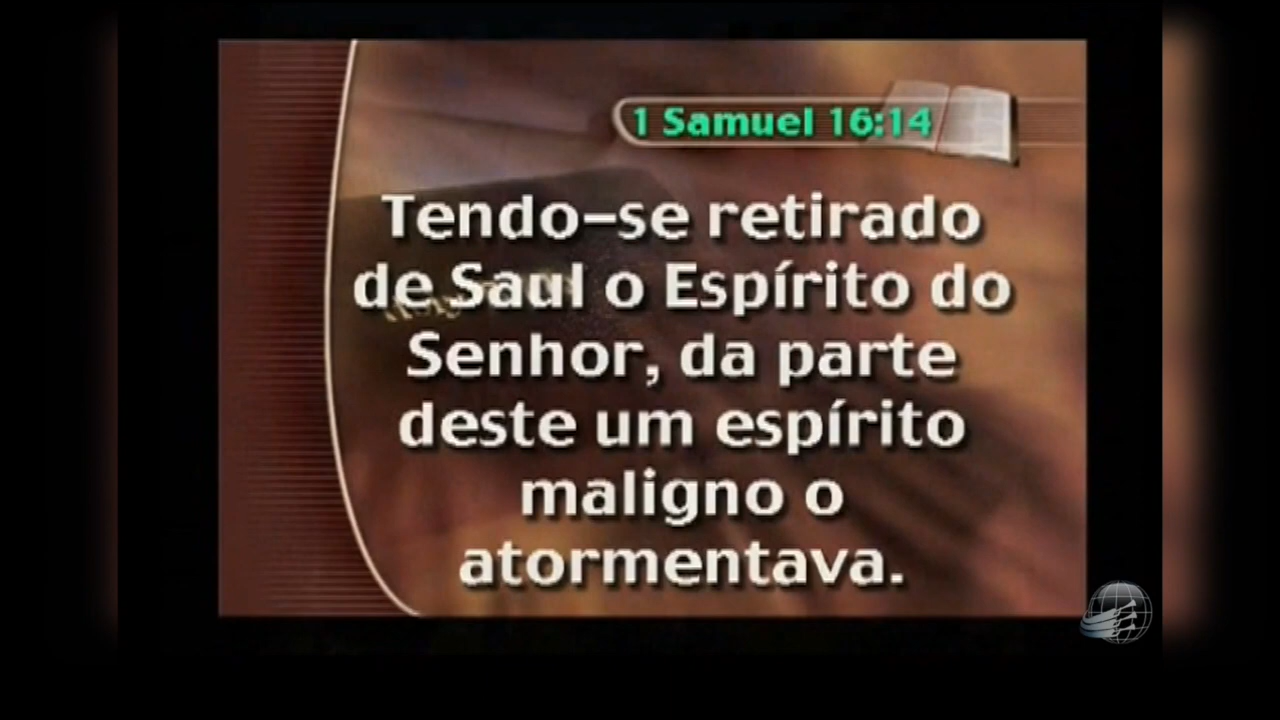 1 Samuel 16:14
Tendo-se retirado
de Saul o Espírito do
Senhor, da parte
deste um espírito
maligno o
atormentava.